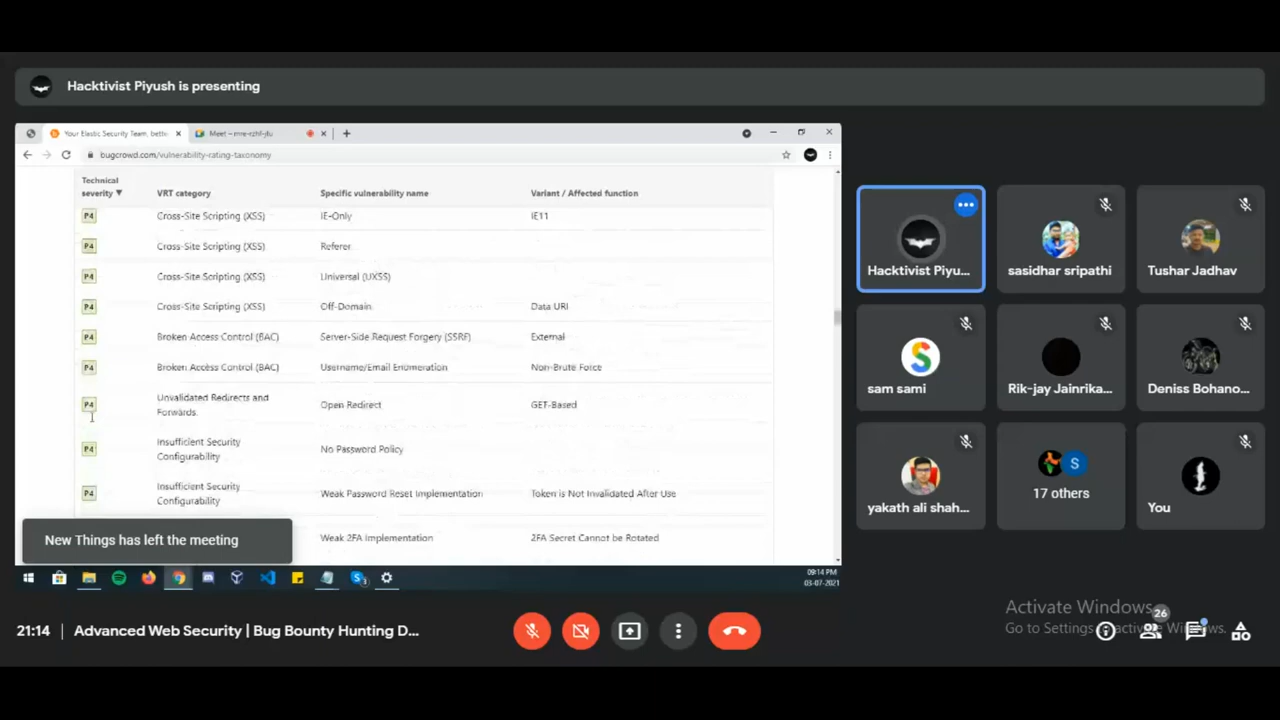 Hacktivist Piyush is presenting
Your Elastic Security Team, bette
Meet – mre-rzhf-jtu
bugcrowd.com/vulnerability-rating-taxonomy
Technical severity ▼ VRT category Specific vulnerability name Variant / Affected function
P4 Cross-Site Scripting (XSS) IE-Only IE11
P4 Cross-Site Scripting (XSS) Referer
P4 Cross-Site Scripting (XSS) Universal (UXSS)
P4 Cross-Site Scripting (XSS) Off-Domain Data URI
P4 Broken Access Control (BAC) Server-Side Request Forgery (SSRF) External
P4 Broken Access Control (BAC) Username/Email Enumeration Non-Brute Force
P4 Unvalidated Redirects and Forwards Open Redirect GET-Based
P4 Insufficient Security Configurability No Password Policy
P4 Insufficient Security Configurability Weak Password Reset Implementation Token is Not Invalidated After Use
Weak 2FA Implementation 2FA Secret Cannot be Rotated
New Things has left the meeting
09:14 PM
03-07-2021
Hacktivist Piyu...
sasidhar sripathi
Tushar Jadhav
S
sam sami
Rik-jay Jainrika...
Deniss Bohano...
yakath ali shah...
S
17 others
You
21:14 | Advanced Web Security | Bug Bounty Hunting D...
26
Activate Windows
Go to Settings to activate Windows.